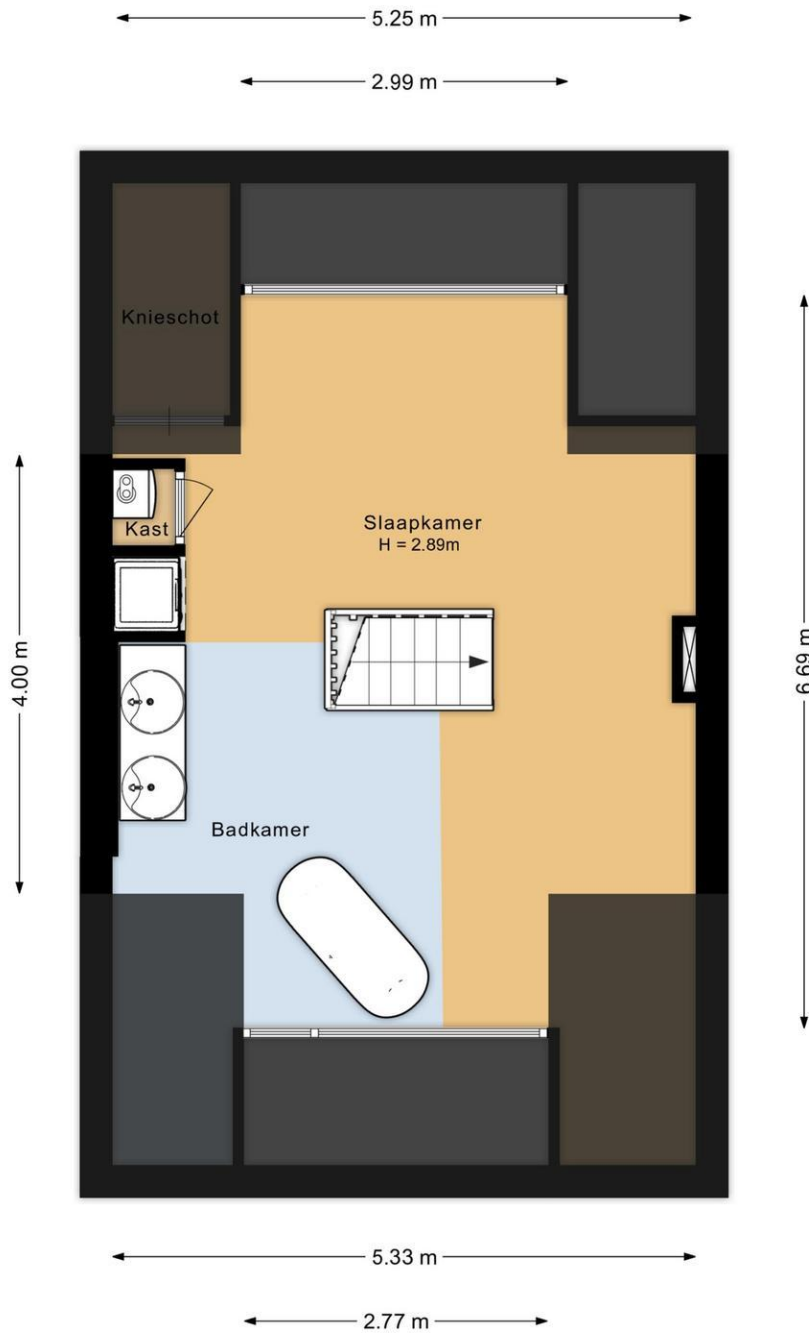 5.25 m
2.99 m
Knieschot
Kast
Slaapkamer
H = 2.89m
4.00 m
6.69 m
Badkamer
5.33 m
2.77 m